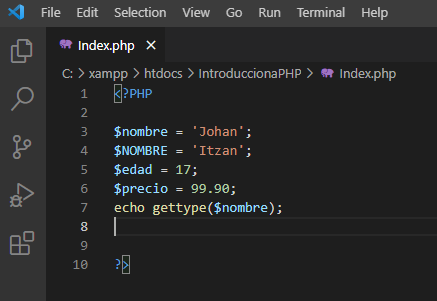 File Edit Selection View Go Run Terminal Help
Index.php
C: > xampp > htdocs > IntroduccionaPHP > Index.php
1 <?PHP
2
3 $nombre = 'Johan';
4 $NOMBRE = 'Itzan';
5 $edad = 17;
6 $precio = 99.90;
7 echo gettype($nombre);
8
9
10 ?>